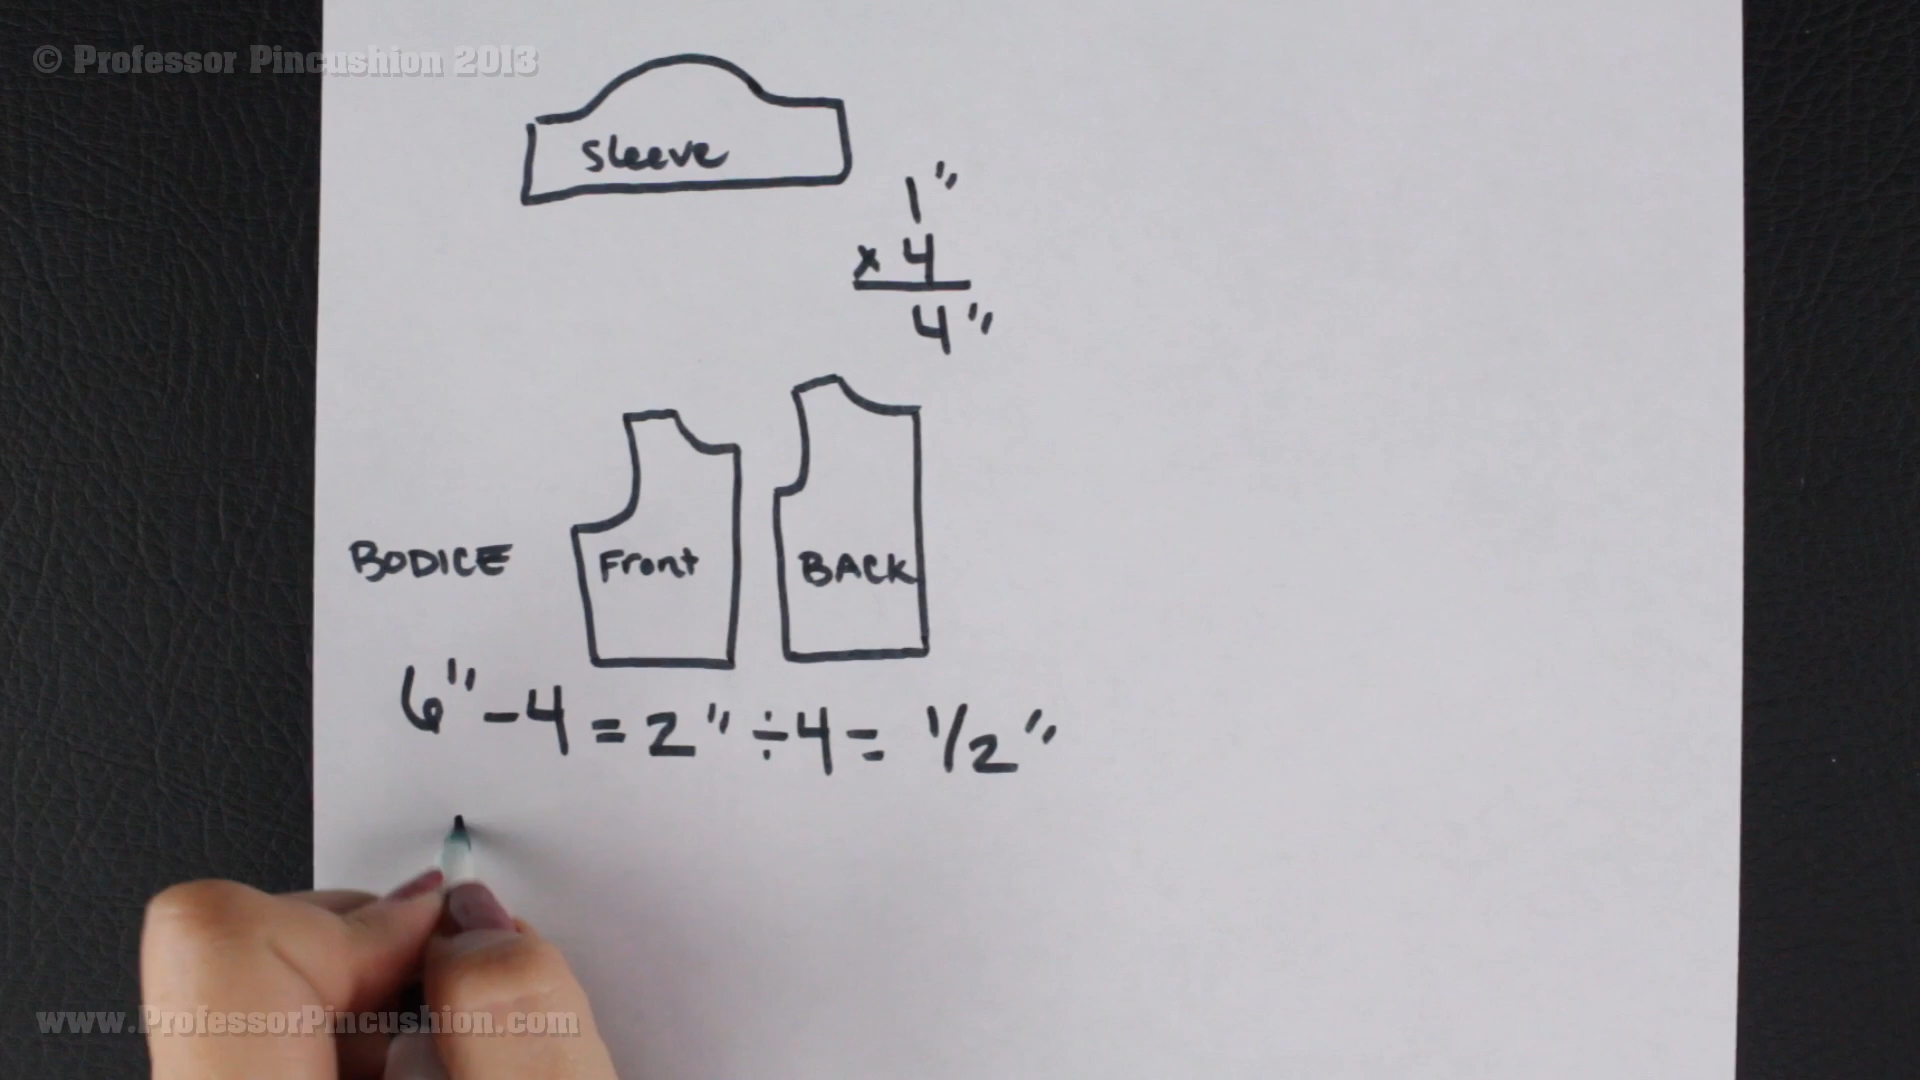 © Professor Pincushion 2013
sleeve
1"
x 4
4"
BODICE
Front
BACK
6" - 4 = 2" ÷ 4 = 1/2"
www.ProfessorPincushion.com